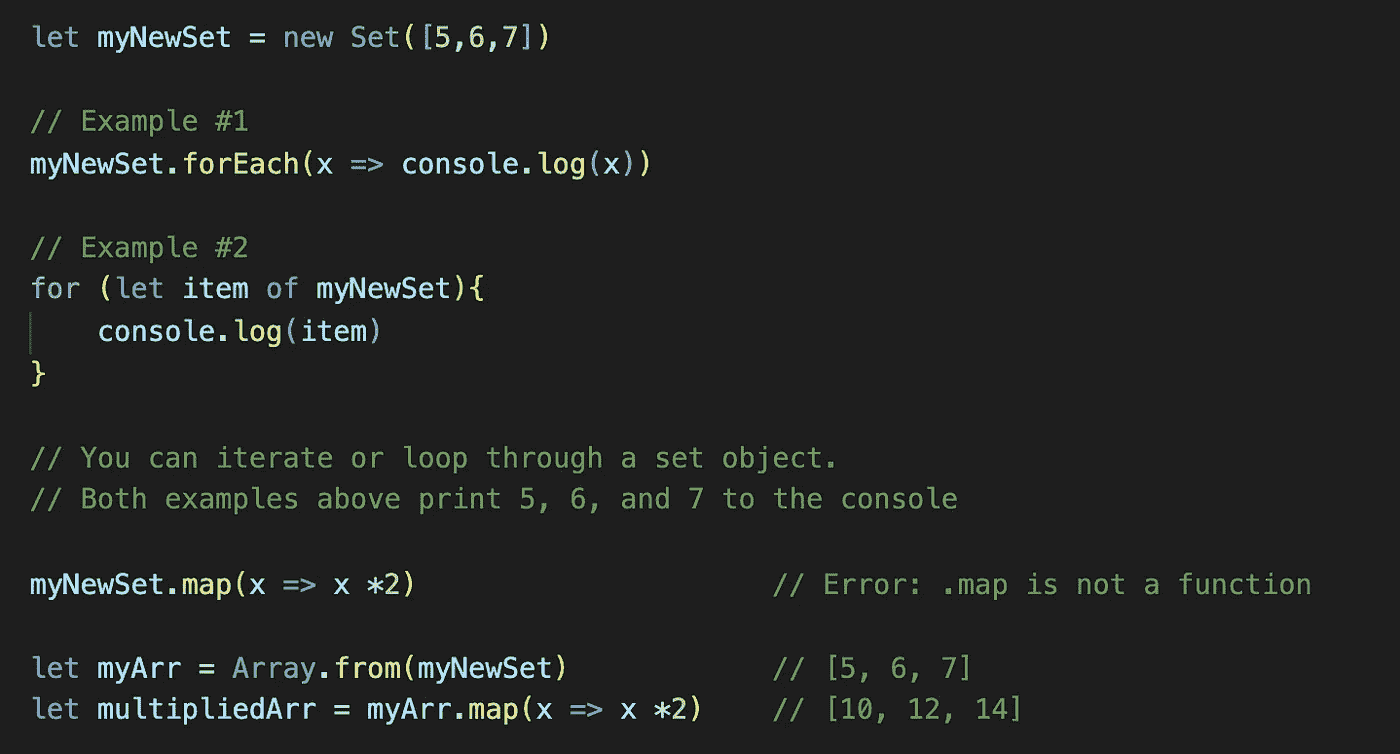 let myNewSet = new Set([5,6,7])
// Example #1
myNewSet.forEach(x => console.log(x))
// Example #2
for (let item of myNewSet){
    console.log(item)
}
// You can iterate or loop through a set object.
// Both examples above print 5, 6, and 7 to the console
myNewSet.map(x => x *2) // Error: .map is not a function
let myArr = Array.from(myNewSet) // [5, 6, 7]
let multipliedArr = myArr.map(x => x *2) // [10, 12, 14]